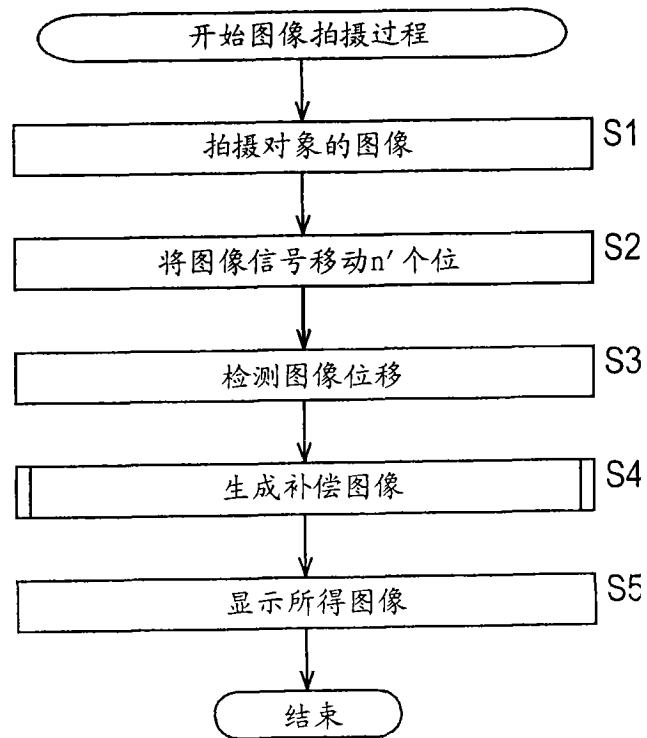 开始图像拍摄过程
拍摄对象的图像 S1
将图像信号移动n′个位 S2
检测图像位移 S3
生成补偿图像 S4
显示所得图像 S5
结束